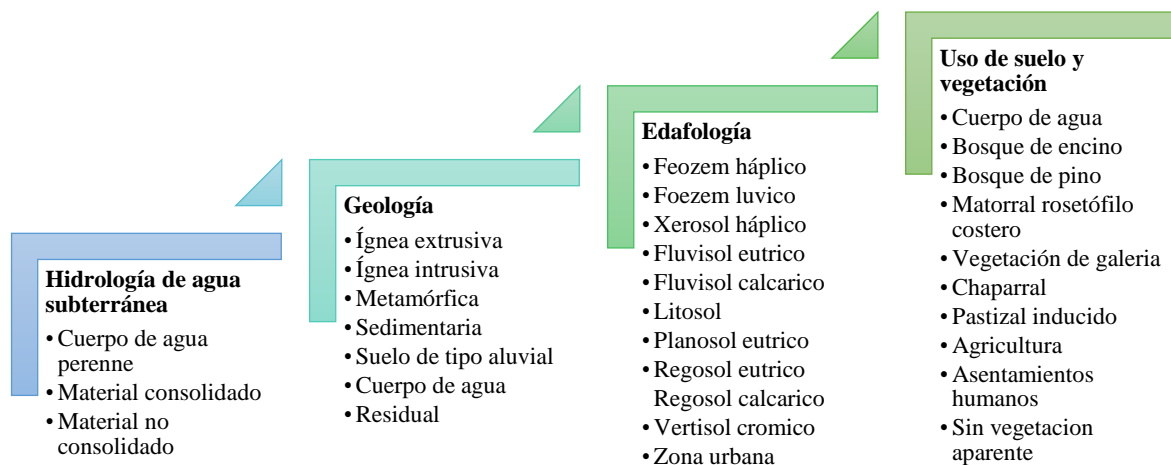 Hidrología de agua
subterránea
• Cuerpo de agua
perenne
• Material consolidado
• Material no
consolidado
Geología
• Ígnea extrusiva
• Ígnea intrusiva
• Metamórfica
• Sedimentaria
• Suelo de tipo aluvial
• Cuerpo de agua
• Residual
Edafología
• Feozem háplico
• Foezem luvico
• Xerosol háplico
• Fluvisol eutrico
• Fluvisol calcarico
• Litosol
• Planosol eutrico
• Regosol eutrico
Regosol calcarico
• Vertisol cromico
• Zona urbana
Uso de suelo y
vegetación
• Cuerpo de agua
• Bosque de encino
• Bosque de pino
• Matorral rosetófilo
costero
• Vegetación de galeria
• Chaparral
• Pastizal inducido
• Agricultura
• Asentamientos
humanos
• Sin vegetacion
aparente